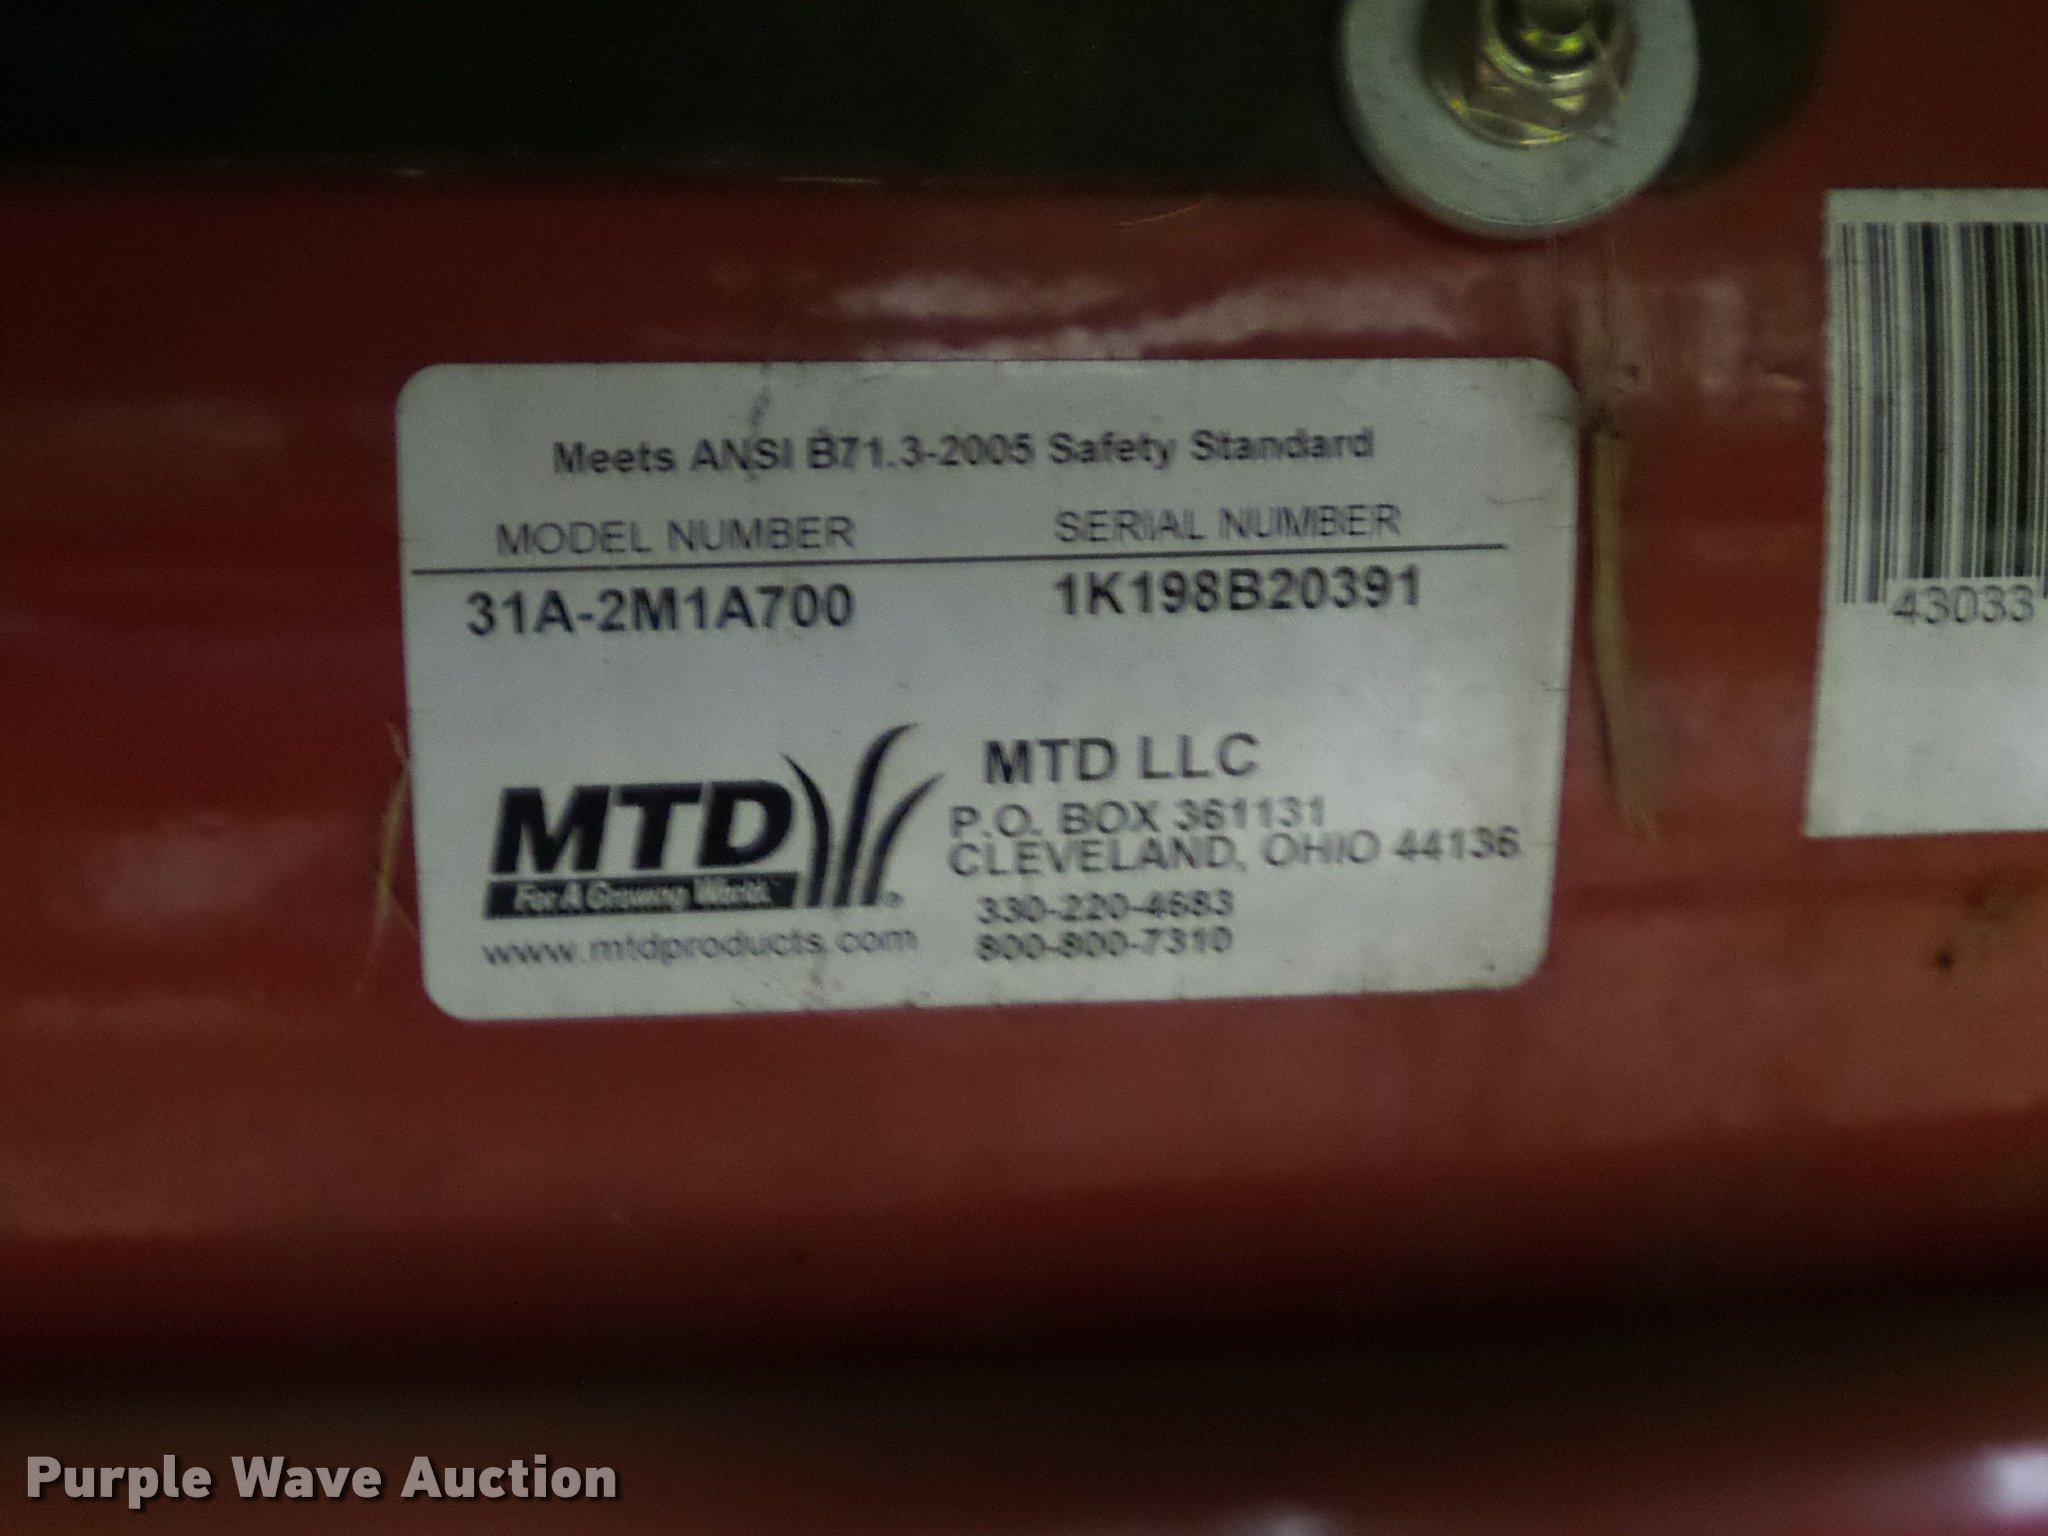 Meets ANSI B71.3-2005 Safety Standard
MODEL NUMBER SERIAL NUMBER
31A-2M1A700 1K198B20391
MTD
For A Growing World.
www.mtdproducts.com
MTD LLC
P.O. BOX 361131
CLEVELAND, OHIO 44136
330-220-4683
800-800-7310
43033
Purple Wave Auction